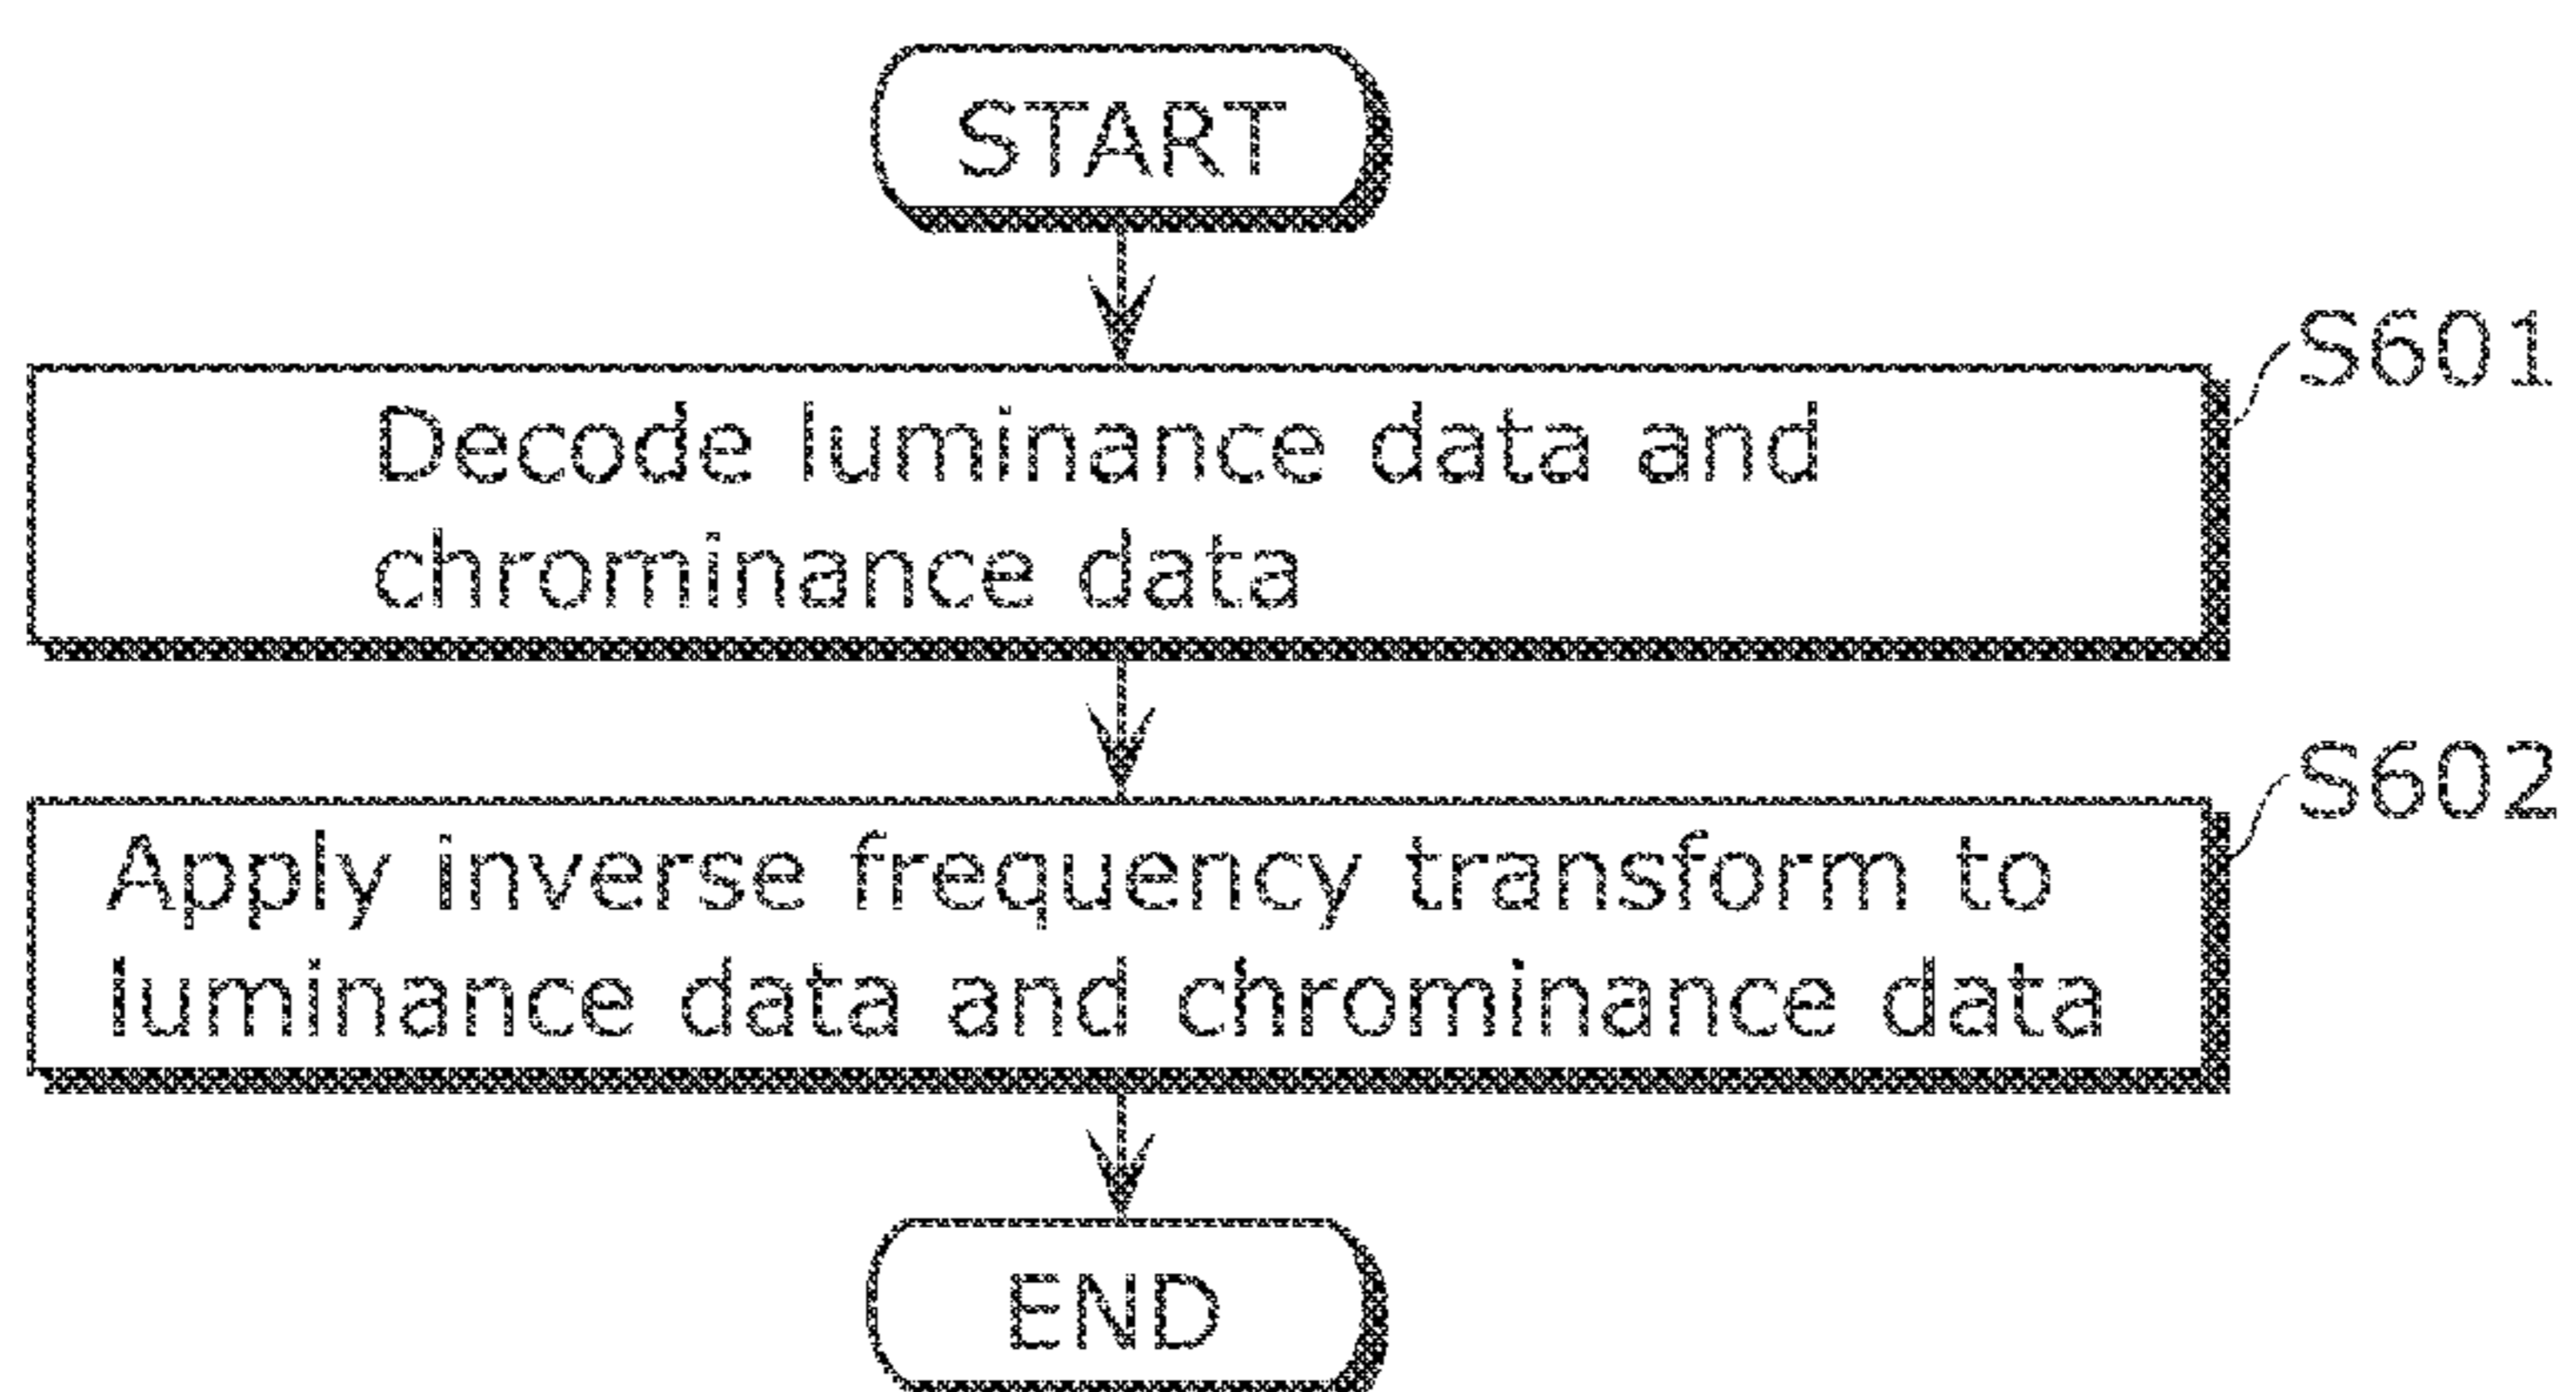 START
S601
Decode luminance data and
chrominance data
S602
Apply inverse frequency transform to
luminance data and chrominance data
END